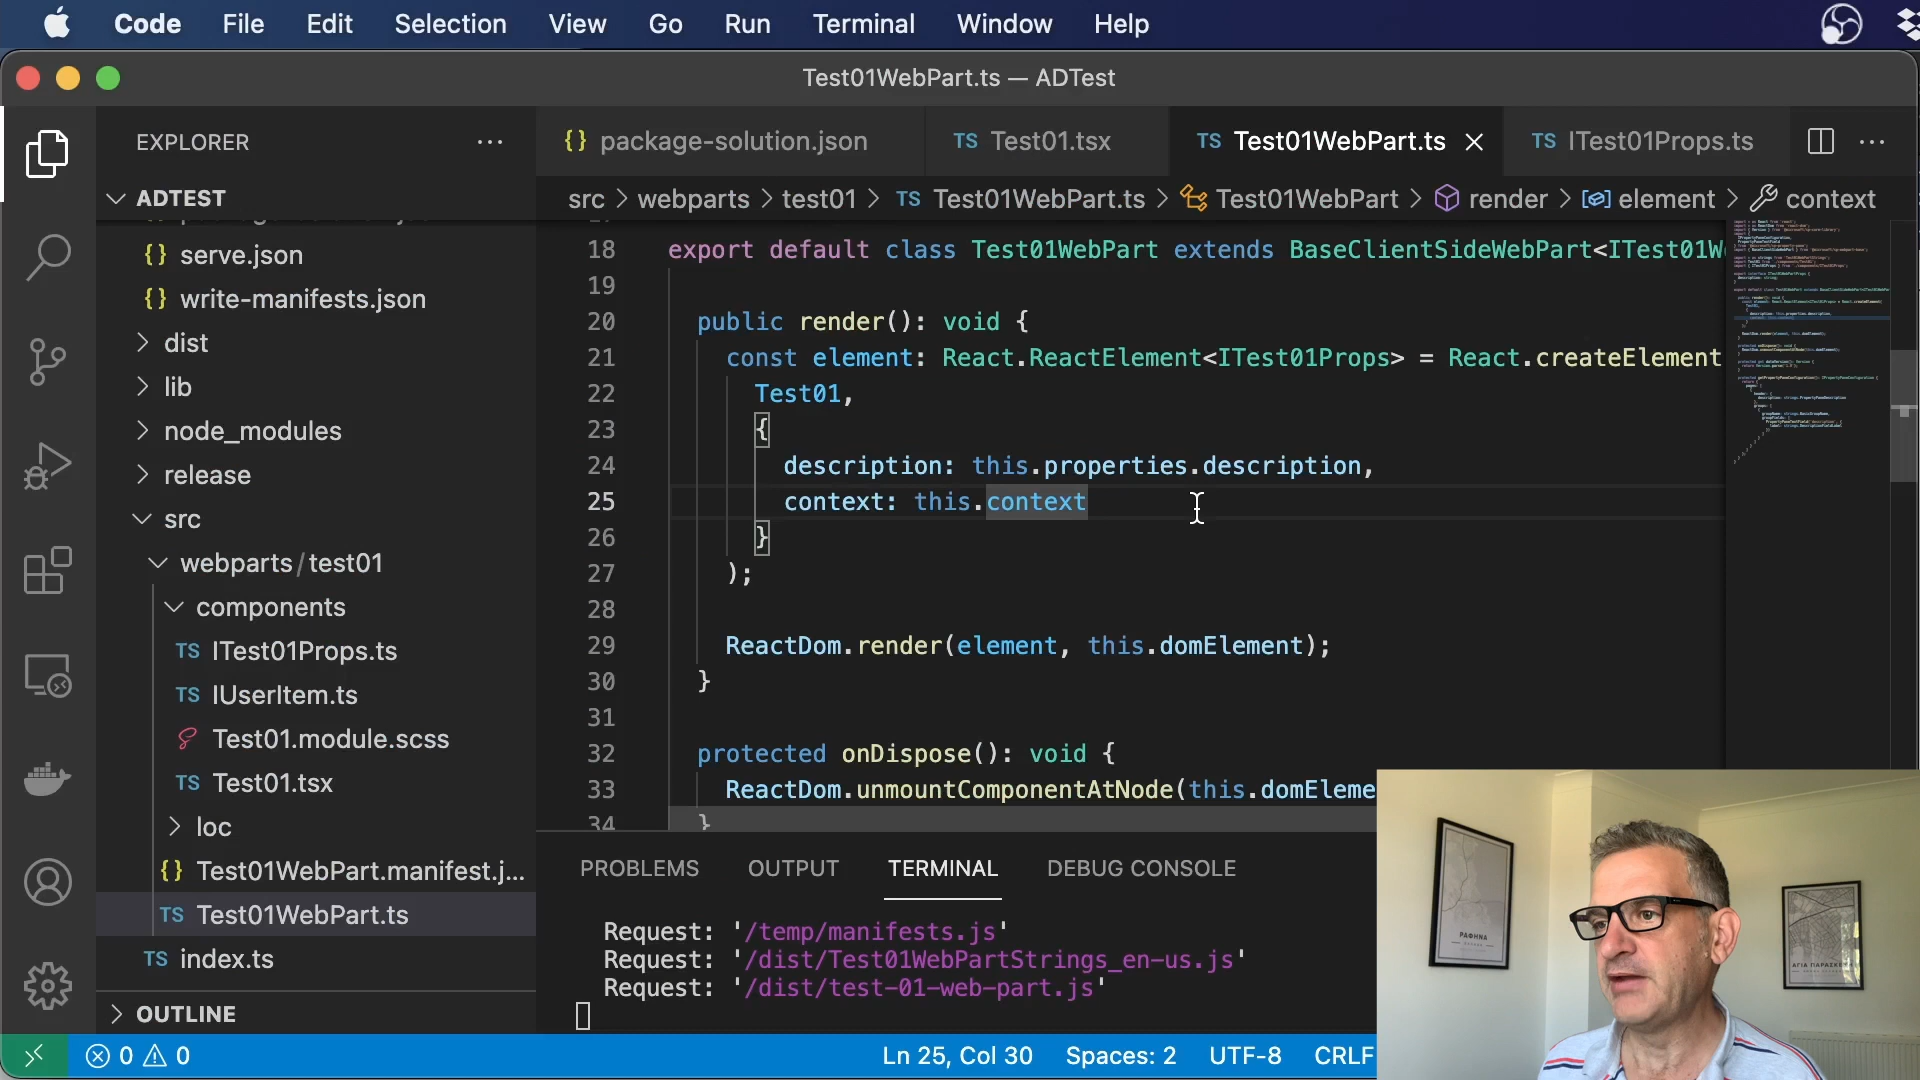 Code File Edit Selection View Go Run Terminal Window Help
Test01WebPart.ts — ADTest
EXPLORER
ADTEST
serve.json
write-manifests.json
dist
lib
node_modules
release
src
webparts/test01
components
TS ITest01Props.ts
TS IUserItem.ts
Test01.module.scss
TS Test01.tsx
loc
{} Test01WebPart.manifest.j...
TS Test01WebPart.ts
TS index.ts
OUTLINE
{} package-solution.json TS Test01.tsx TS Test01WebPart.ts TS ITest01Props.ts
src > webparts > test01 > TS Test01WebPart.ts > Test01WebPart > render > element > context
18 export default class Test01WebPart extends BaseClientSideWebPart<ITest01W
19
20 public render(): void {
21 const element: React.ReactElement<ITest01Props> = React.createElement
22 Test01,
23 {
24 description: this.properties.description,
25 context: this.context
26 }
27 );
28
29 ReactDom.render(element, this.domElement);
30 }
31
32 protected onDispose(): void {
33 ReactDom.unmountComponentAtNode(this.domEleme
34 }
PROBLEMS OUTPUT TERMINAL DEBUG CONSOLE
Request: '/temp/manifests.js'
Request: '/dist/Test01WebPartStrings_en-us.js'
Request: '/dist/test-01-web-part.js'
0 0 Ln 25, Col 30 Spaces: 2 UTF-8 CRLF
ΡΑΦΗΝΑ
ΑΓΙΑ ΠΑΡΑΣΚΕ